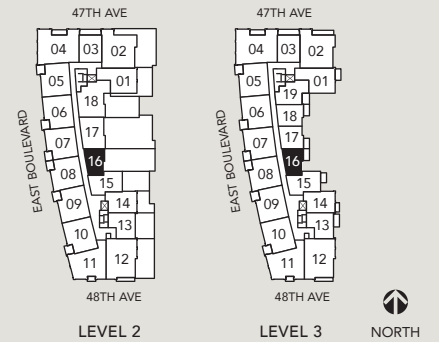 47TH AVE
04 03 02
05 01
06 18
07 17
EAST BOULEVARD
16
08 15
09 14
10 13
11 12
48TH AVE
LEVEL 2
47TH AVE
04 03 02
05 01
19
06 18
07 17
EAST BOULEVARD
16
08 15
09 14
10 13
11 12
48TH AVE
LEVEL 3
NORTH